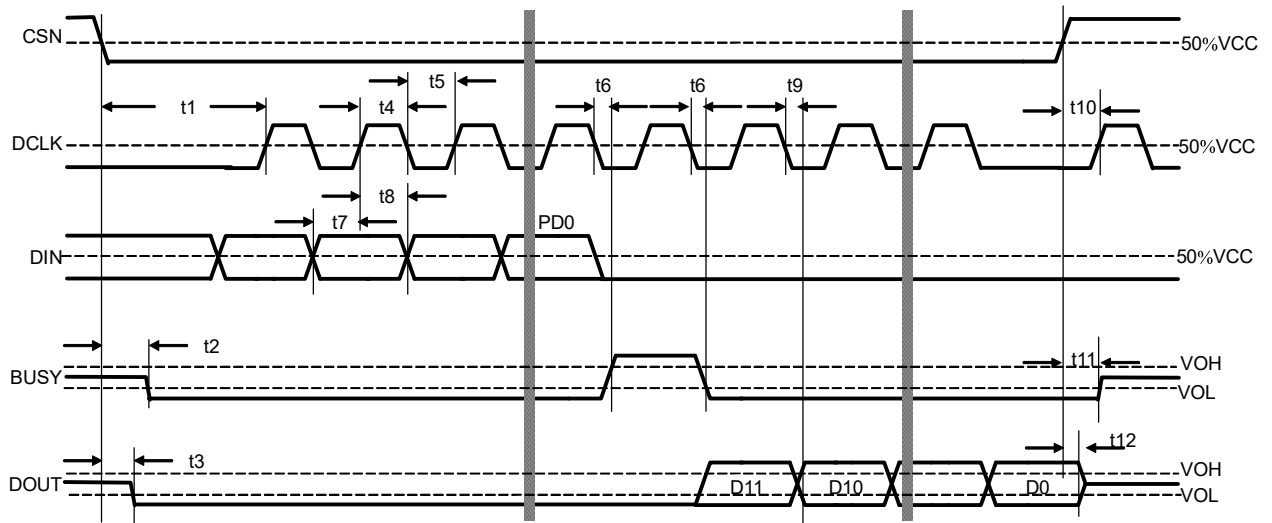 CSN
50%VCC
t1
t4
t5
t6
t6
t9
t10
DCLK
50%VCC
t8
t7
PD0
DIN
50%VCC
t2
t11
VOH
BUSY
VOL
t3
t12
VOH
DOUT
D11
D10
D0
VOL